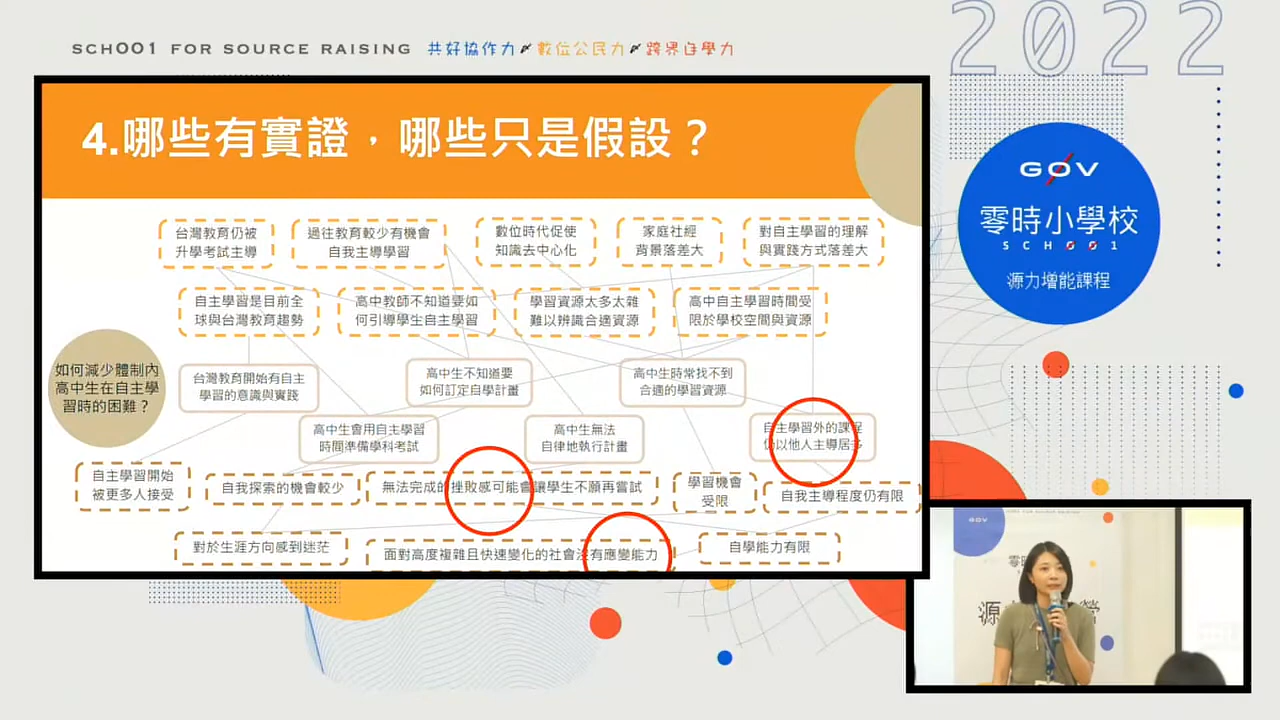 SCH001 FOR SOURCE RAISING 共好協作力 數位公民力 跨界自學力
2022
4.哪些有實證，哪些只是假設？
台灣教育仍被
升學考試主導
過往教育較少有機會
自我主導學習
數位時代促使
知識去中心化
家庭社經
背景落差大
對自主學習的理解
與實踐方式落差大
自主學習是目前全
球與台灣教育趨勢
高中教師不知道要如
何引導學生自主學習
學習資源太多太雜
難以辨識合適資源
高中自主學習時間受
限於學校空間與資源
如何減少體制內
高中生在自主學
習時的困難？
台灣教育開始有自主
學習的意識與實踐
高中生不知道要
如何訂定自學計畫
高中生時常找不到
合適的學習資源
高中生會用自主學習
時間準備學科考試
高中生無法
自律地執行計畫
自主學習外的課程
仍以他人主導居多
自主學習開始
被更多人接受
自我探索的機會較少
無法完成的挫敗感可能會讓學生不願再嘗試
學習機會
受限
自我主導程度仍有限
對於生涯方向感到迷茫
面對高度複雜且快速變化的社會沒有應變能力
自學能力有限
G0V
零時小學校
SCH001
源力增能課程
G0V
零
源
營